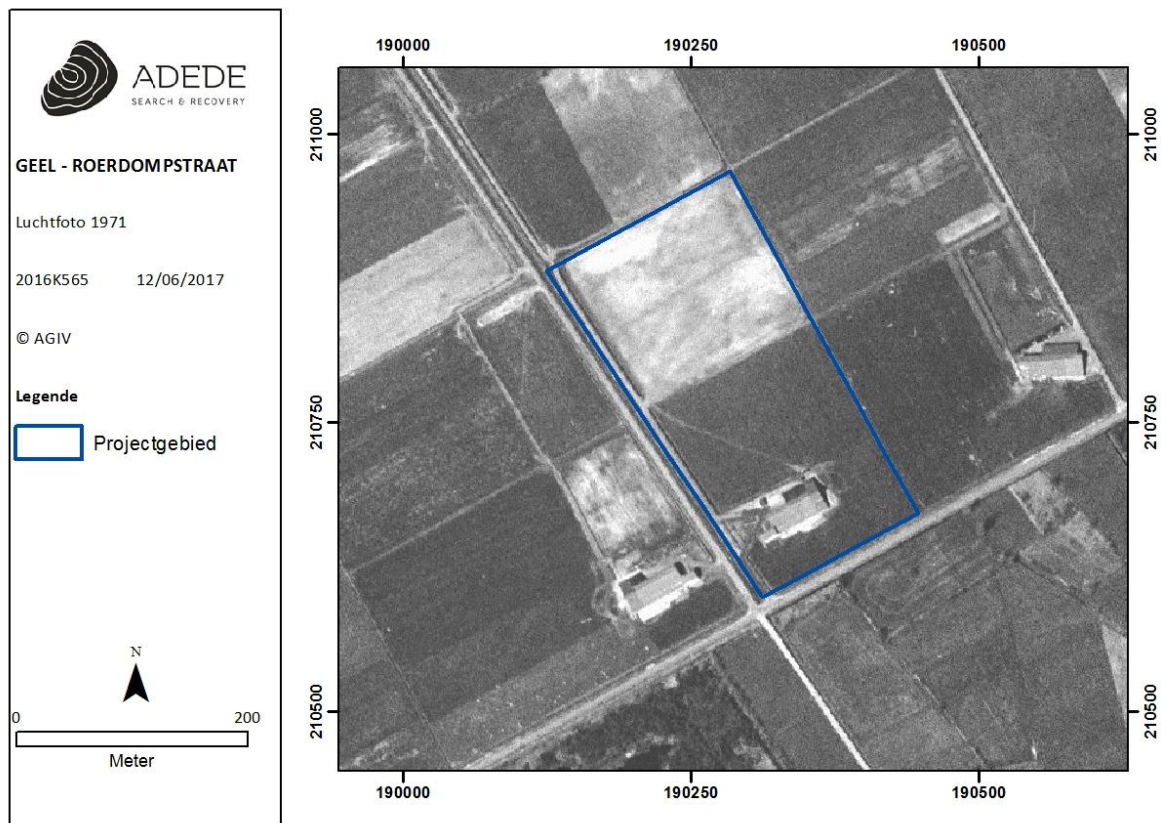 ADEDE
SEARCH & RECOVERY
GEEL - ROERDOMPSTRAAT
Luchtfoto 1971
2016K565 12/06/2017
© AGIV
Legende
Projectgebied
N
0 200
Meter
190000 190250 190500
211000 211000
210750 210750
210500 210500
190000 190250 190500